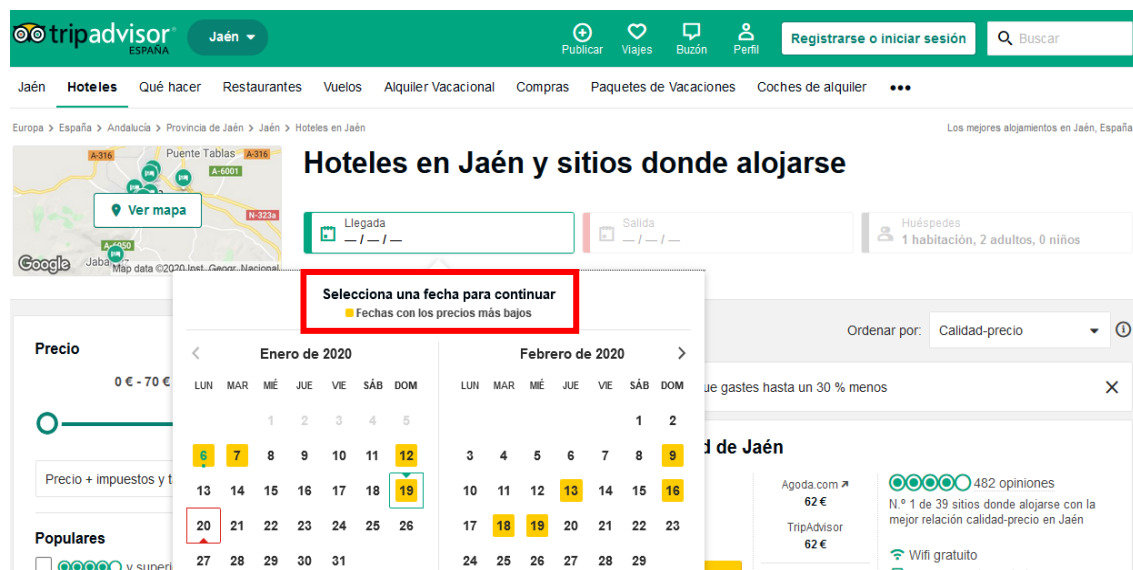 tripadvisor®
ESPAÑA
Jaén
Publicar
Viajes
Buzón
Perfil
Registrarse o iniciar sesión
Buscar
Jaén Hoteles Qué hacer Restaurantes Vuelos Alquiler Vacacional Compras Paquetes de Vacaciones Coches de alquiler
Europa > España > Andalucía > Provincia de Jaén > Jaén > Hoteles en Jaén
Los mejores alojamientos en Jaén, España
A-316
Puente Tablas
A-316
A-6001
Ver mapa
N-323a
A-6050
Google
Map data ©2020 Inst. Geogr. Nacional
Hoteles en Jaén y sitios donde alojarse
Llegada
— / — / —
Salida
— / — / —
Huéspedes
1 habitación, 2 adultos, 0 niños
Selecciona una fecha para continuar
Fechas con los precios más bajos
Precio
0 € - 70 €
Precio + impuestos y
Populares
y superi
Enero de 2020
LUN MAR MIÉ JUE VIE SÁB DOM
1 2 3 4 5
6 7 8 9 10 11 12
13 14 15 16 17 18 19
20 21 22 23 24 25 26
27 28 29 30 31
Febrero de 2020
LUN MAR MIÉ JUE VIE SÁB DOM
1 2
3 4 5 6 7 8 9
10 11 12 13 14 15 16
17 18 19 20 21 22 23
24 25 26 27 28 29
Ordenar por:
Calidad-precio
ue gastes hasta un 30 % menos
d de Jaén
Agoda.com
62 €
TripAdvisor
62 €
482 opiniones
N.º 1 de 39 sitios donde alojarse con la
mejor relación calidad-precio en Jaén
Wifi gratuito